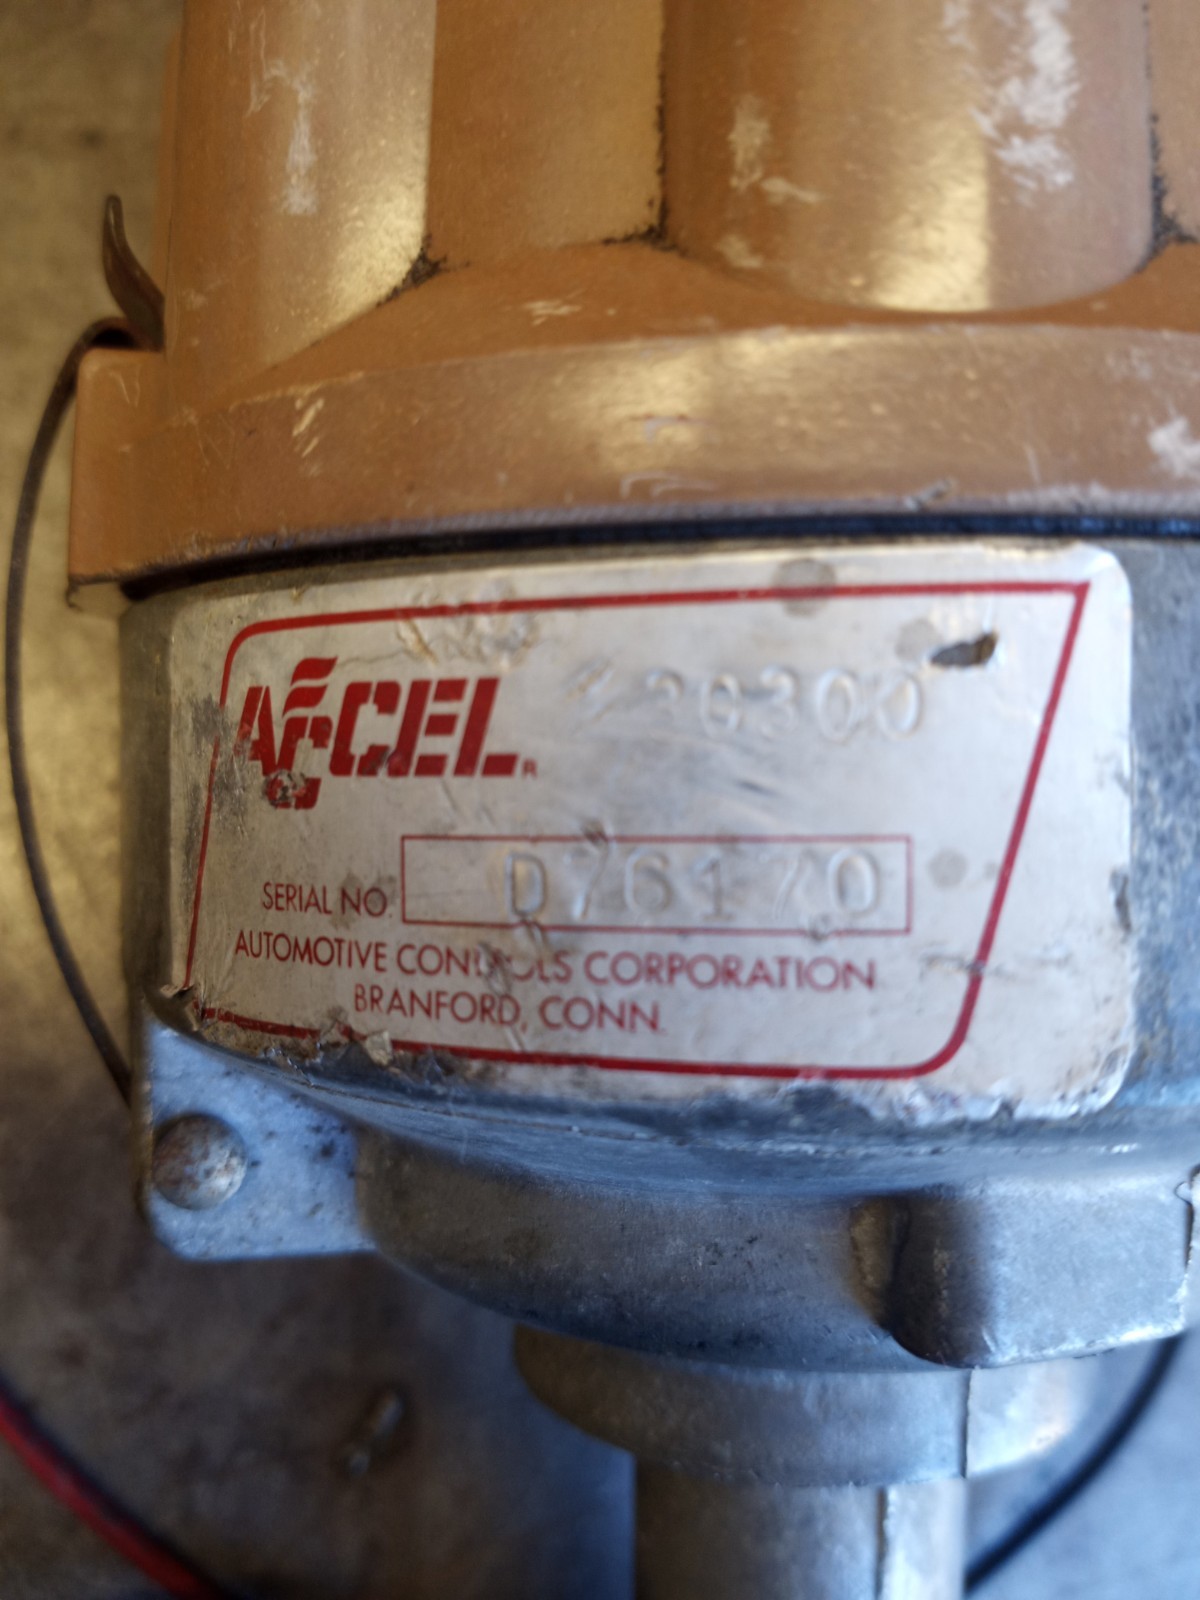 ACCEL
SERIAL NO. D76170
AUTOMOTIVE CONTROLS CORPORATION
BRANFORD, CONN.